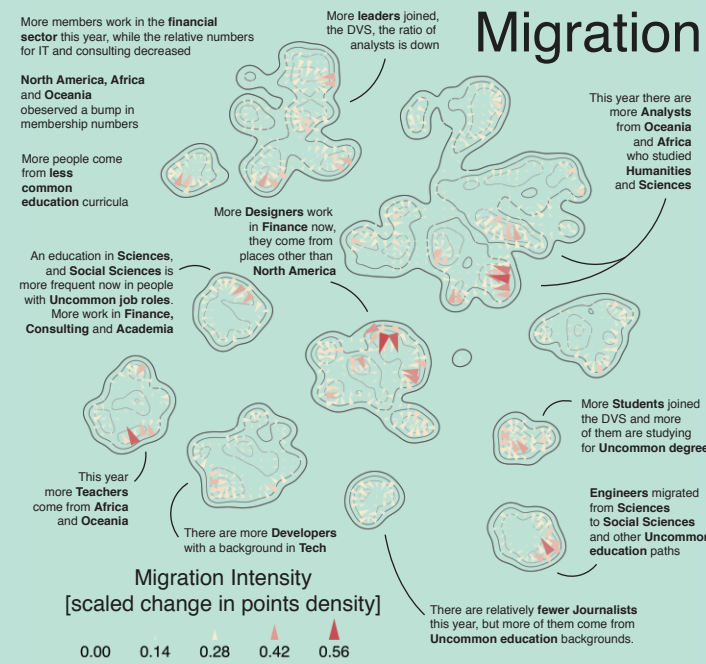 Migration
More members work in the financial
sector this year, while the relative numbers
for IT and consulting decreased
North America, Africa
and Oceania
obeserved a bump in
membership numbers
More people come
from less
common
education curricula
More leaders joined,
the DVS, the ratio of
analysts is down
This year there are
more Analysts
from Oceania
and Africa
who studied
Humanities
and Sciences
More Designers work
in Finance now,
they come from
places other than
North America
An education in Sciences,
and Social Sciences is
more frequent now in people
with Uncommon job roles.
More work in Finance,
Consulting and Academia
More Students joined
the DVS and more
of them are studying
for Uncommon degree
This year
more Teachers
come from Africa
and Oceania
Engineers migrated
from Sciences
to Social Sciences
and other Uncommon
education paths
There are more Developers
with a background in Tech
There are relatively fewer Journalists
this year, but more of them come from
Uncommon education backgrounds.
Migration Intensity
[scaled change in points density]
0.00 0.14 0.28 0.42 0.56